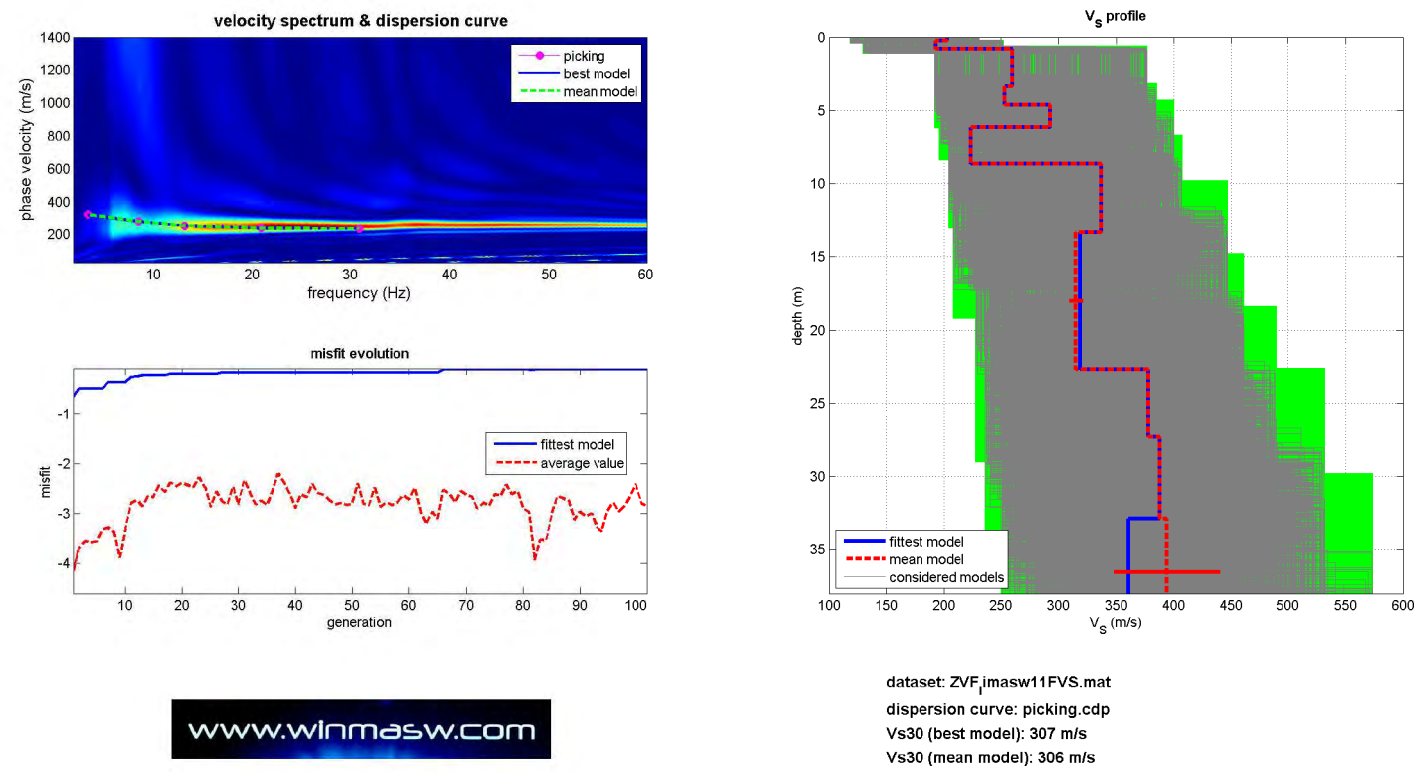 velocity spectrum & dispersion curve
1400
1200
1000
800
600
400
200
phase velocity (m/s)
picking
best model
mean model
10
20
30
40
50
60
frequency (Hz)
misfit evolution
-1
-2
-3
-4
misfit
fittest model
average value
10
20
30
40
50
60
70
80
90
100
generation
www.winmasw.com
VS profile
0
5
10
15
20
25
30
35
depth (m)
fittest model
mean model
considered models
100
150
200
250
300
350
400
450
500
550
600
VS (m/s)
dataset: ZVFlimasw11FVS.mat
dispersion curve: picking.cdp
Vs30 (best model): 307 m/s
Vs30 (mean model): 306 m/s